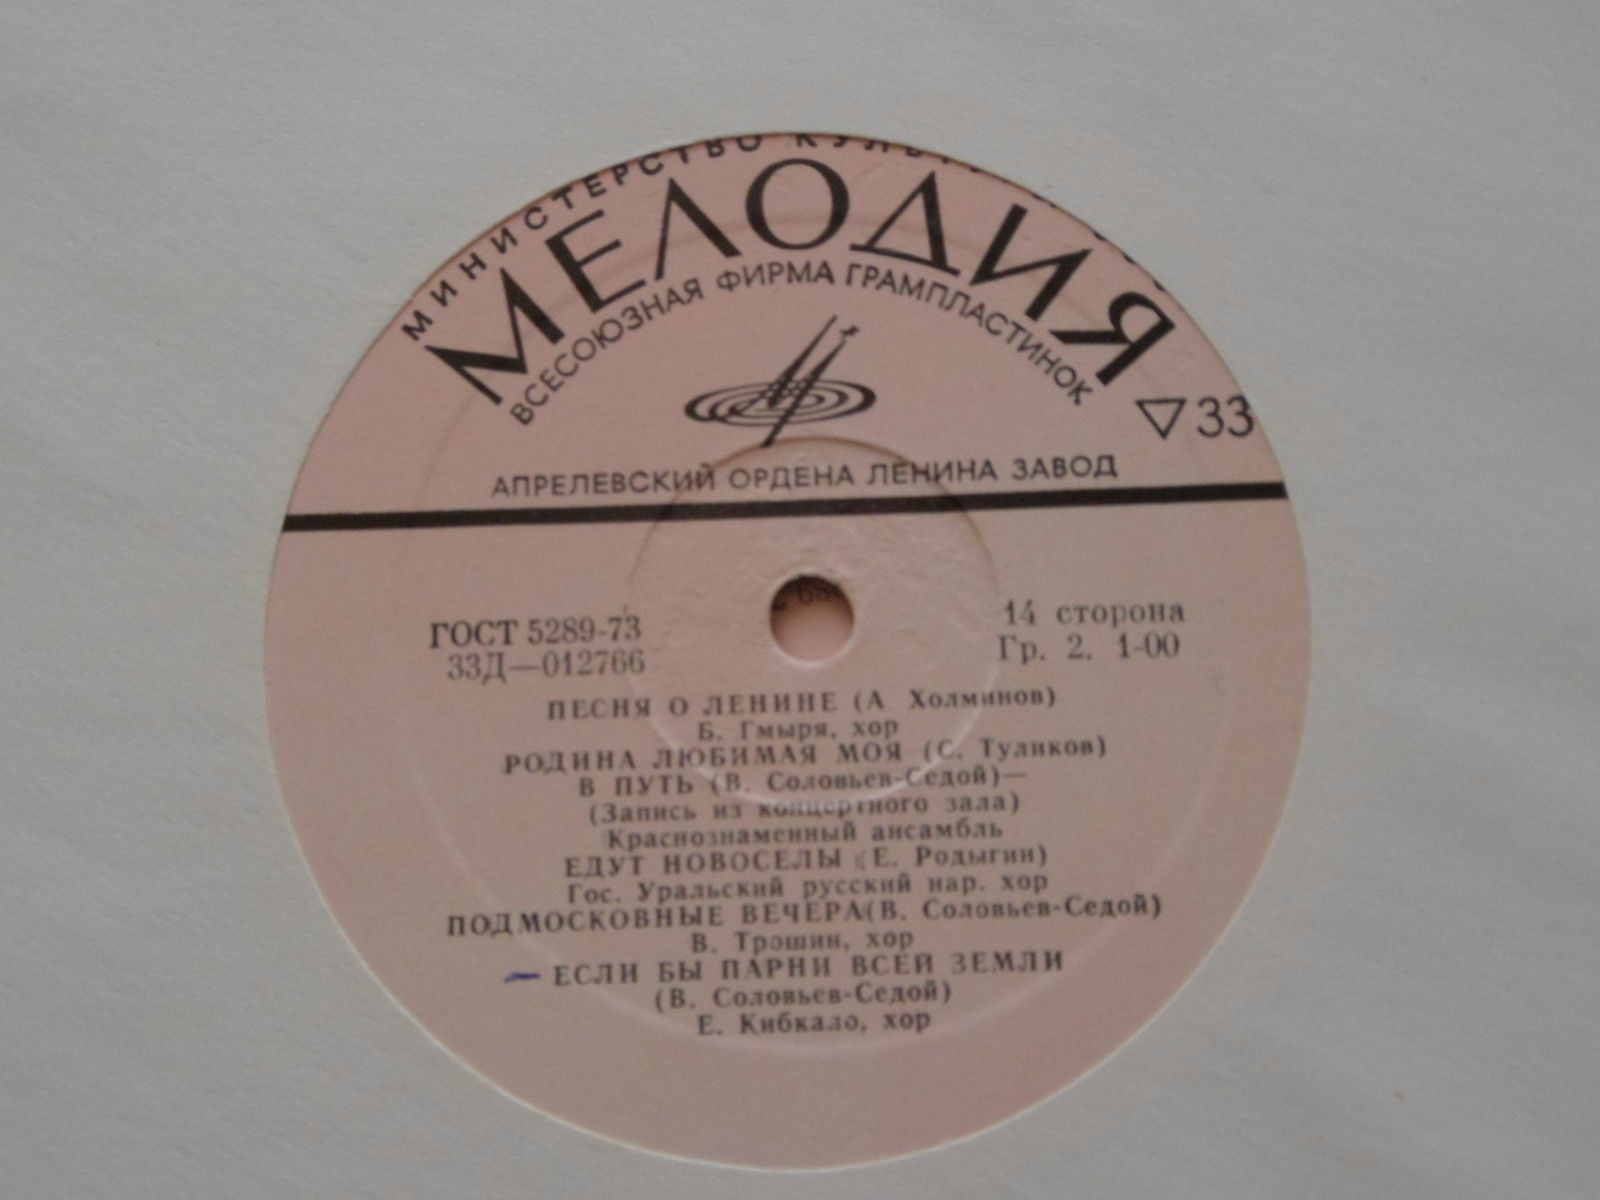 МИНИСТЕРСТВО
МЕЛОДИЯ
ВСЕСОЮЗНАЯ ФИРМА ГРАМПЛАСТИНОК
33
АПРЕЛЕВСКИЙ ОРДЕНА ЛЕНИНА ЗАВОД
ГОСТ 5289-73
33Д—012766
14 сторона
Гр. 2. 1-00
ПЕСНЯ О ЛЕНИНЕ (А. Холминов)
Б. Гмыря, хор
РОДИНА ЛЮБИМАЯ МОЯ (С. Туликов)
В ПУТЬ (В. Соловьев-Седой)—
(Запись из концертного зала)
Краснознаменный ансамбль
ЕДУТ НОВОСЕЛЫ (Е. Родыгин)
Гос. Уральский русский нар. хор
ПОДМОСКОВНЫЕ ВЕЧЕРА(В. Соловьев-Седой)
В. Трошин, хор
ЕСЛИ БЫ ПАРНИ ВСЕЙ ЗЕМЛИ
(В. Соловьев-Седой)
Е. Кибкало, хор